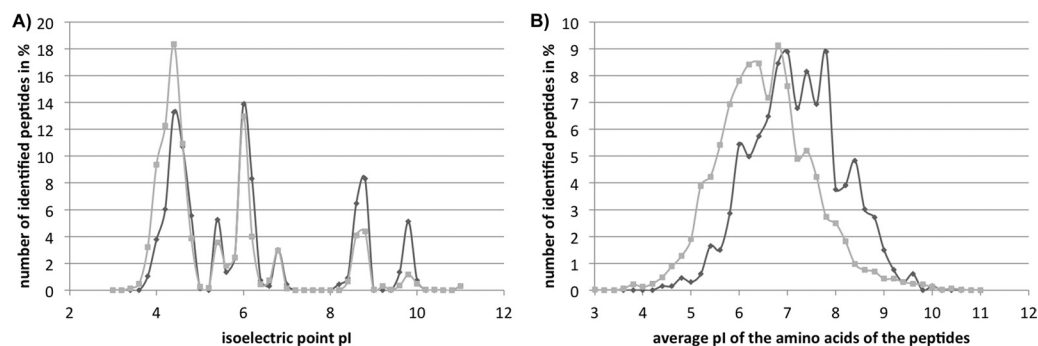 A)
number of identified peptides in %
20
18
16
14
12
10
8
6
4
2
0
2 4 6 8 10 12
isoelectric point pI
B)
number of identified peptides in %
10
9
8
7
6
5
4
3
2
1
0
3 4 5 6 7 8 9 10 11 12
average pI of the amino acids of the peptides